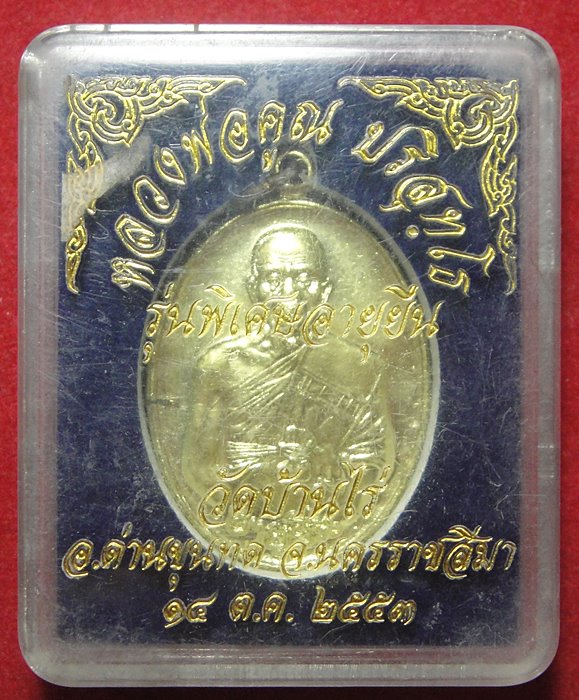 หลวงพ่อคูณ ปริสุทฺโธ
รุ่นพิเศษอายุยืน
วัดบ้านไร่
อ.ด่านขุนทด จ.นครราชสีมา
๑๔ ต.ค. ๒๕๕๓